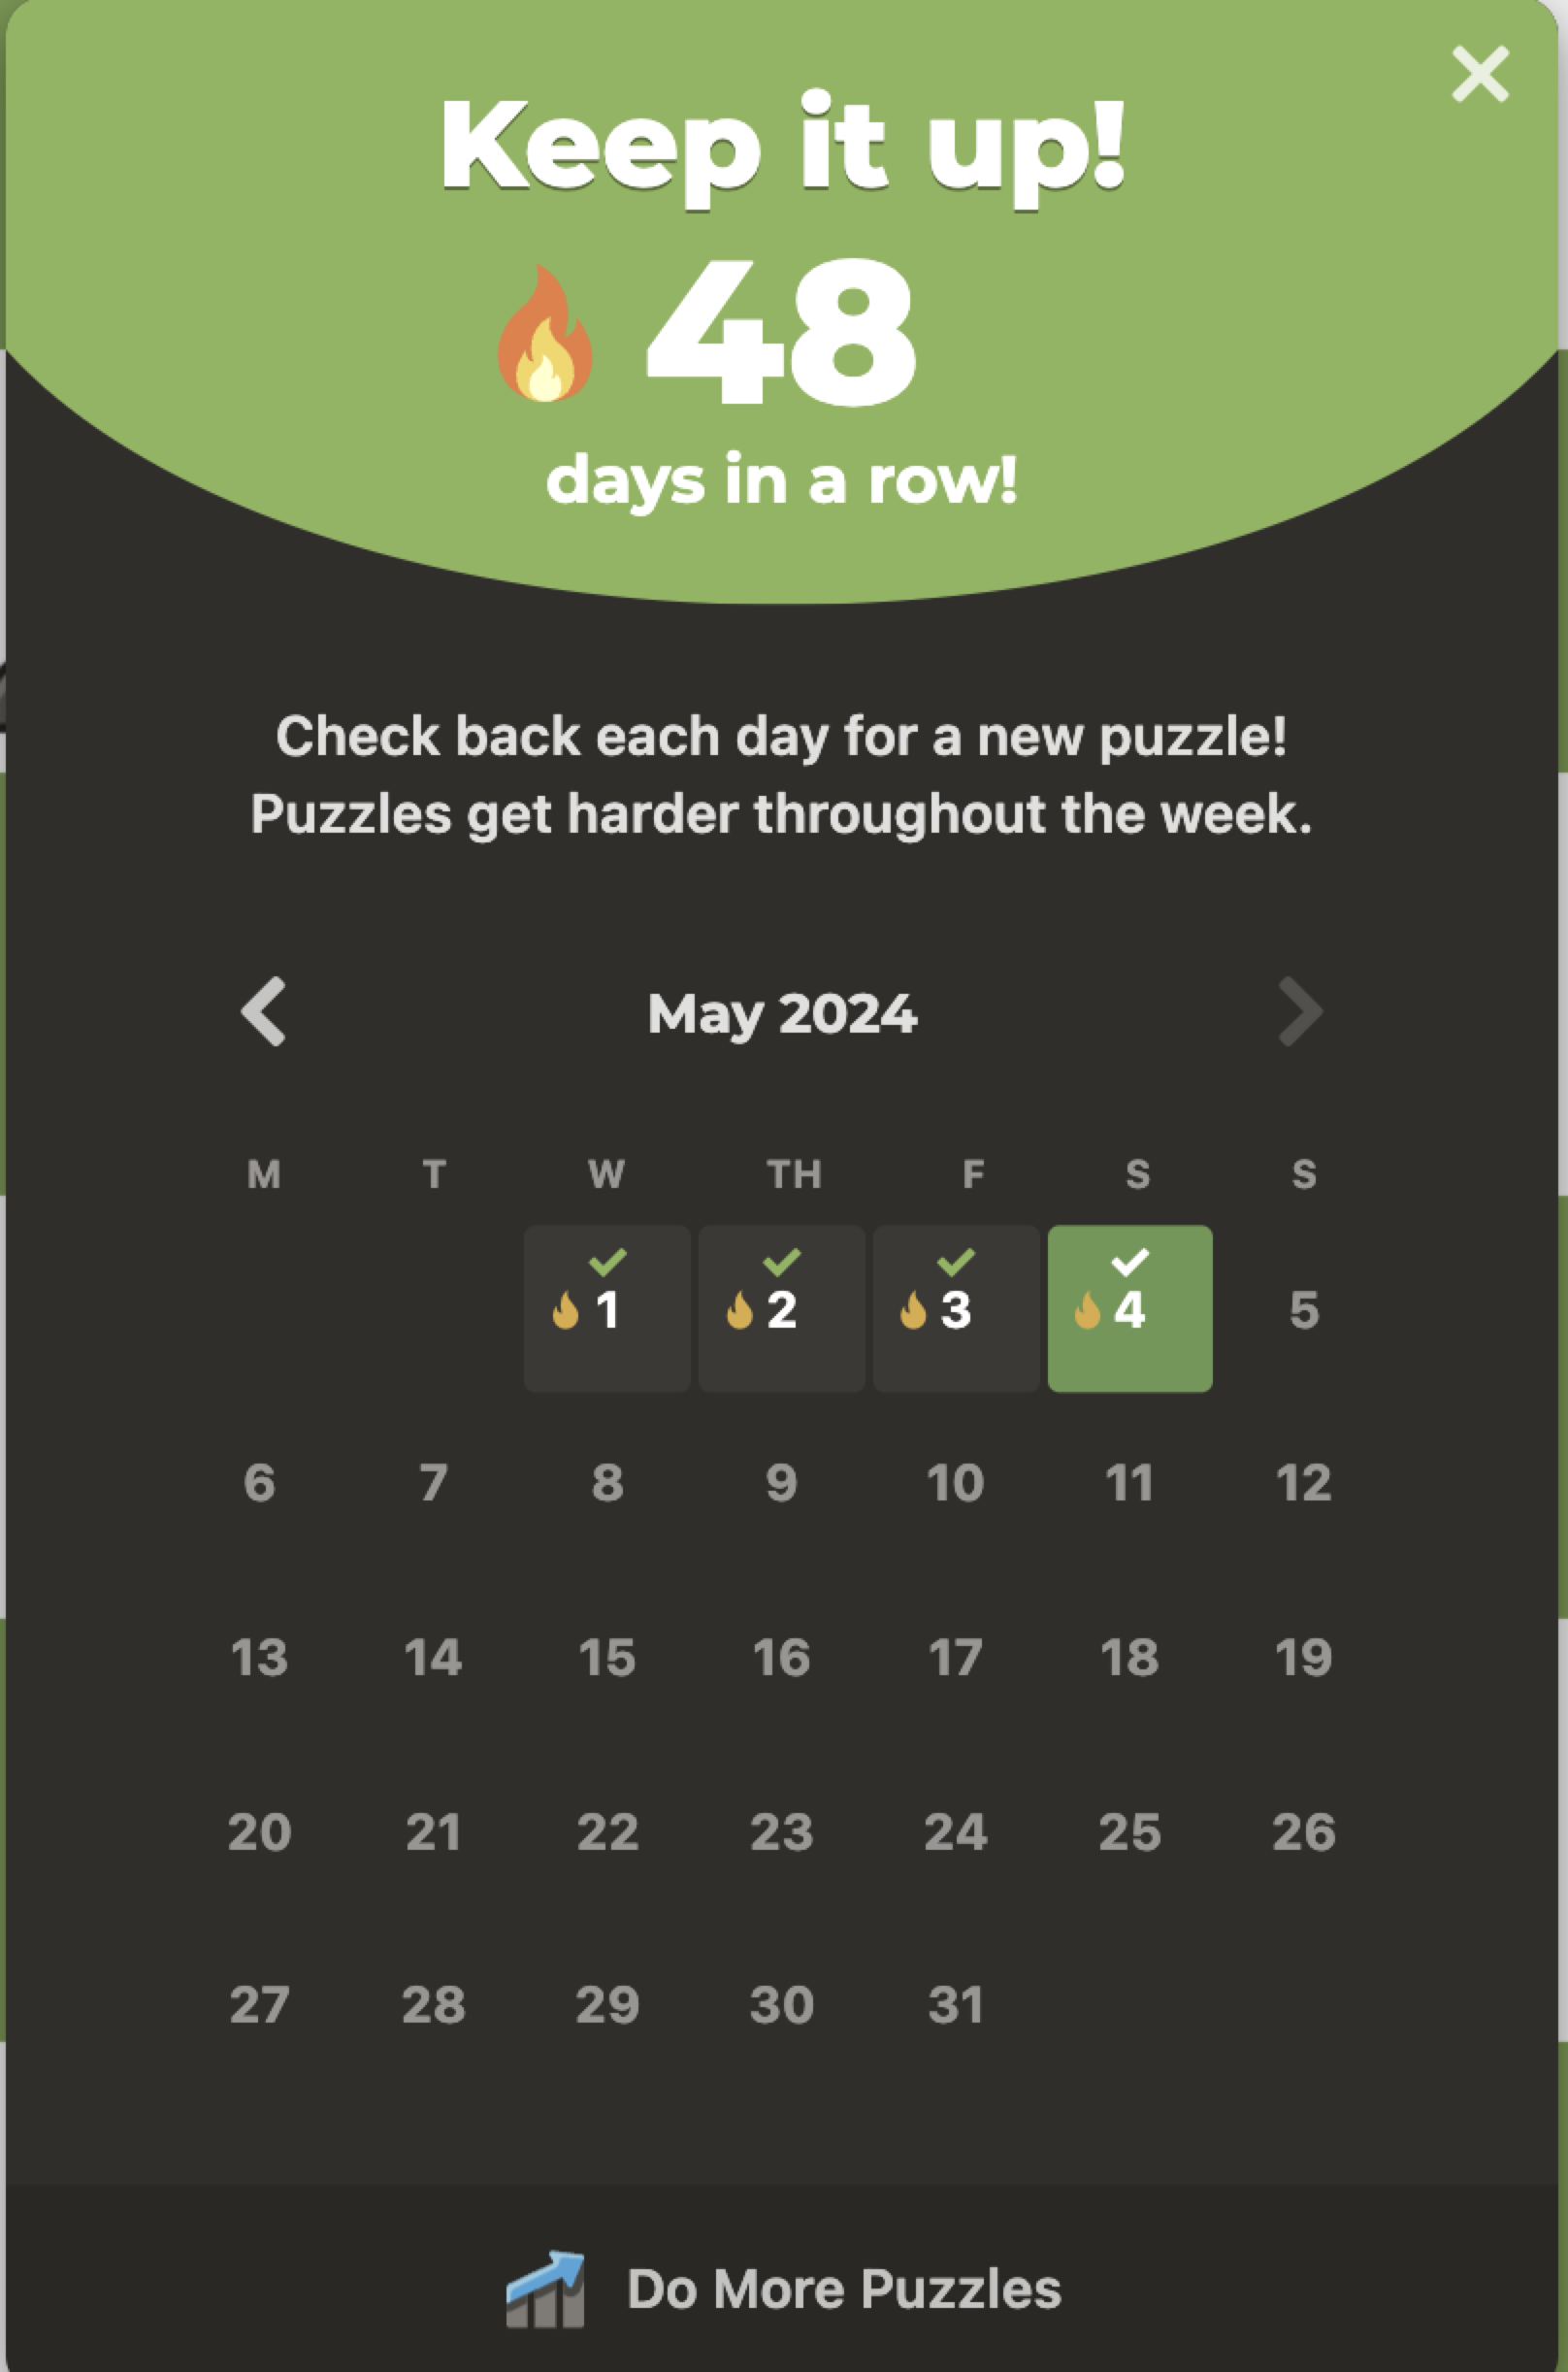 Keep it up!
48
days in a row!
Check back each day for a new puzzle!
Puzzles get harder throughout the week.
May 2024
M T W TH F S S
1 2 3 4 5
6 7 8 9 10 11 12
13 14 15 16 17 18 19
20 21 22 23 24 25 26
27 28 29 30 31
Do More Puzzles